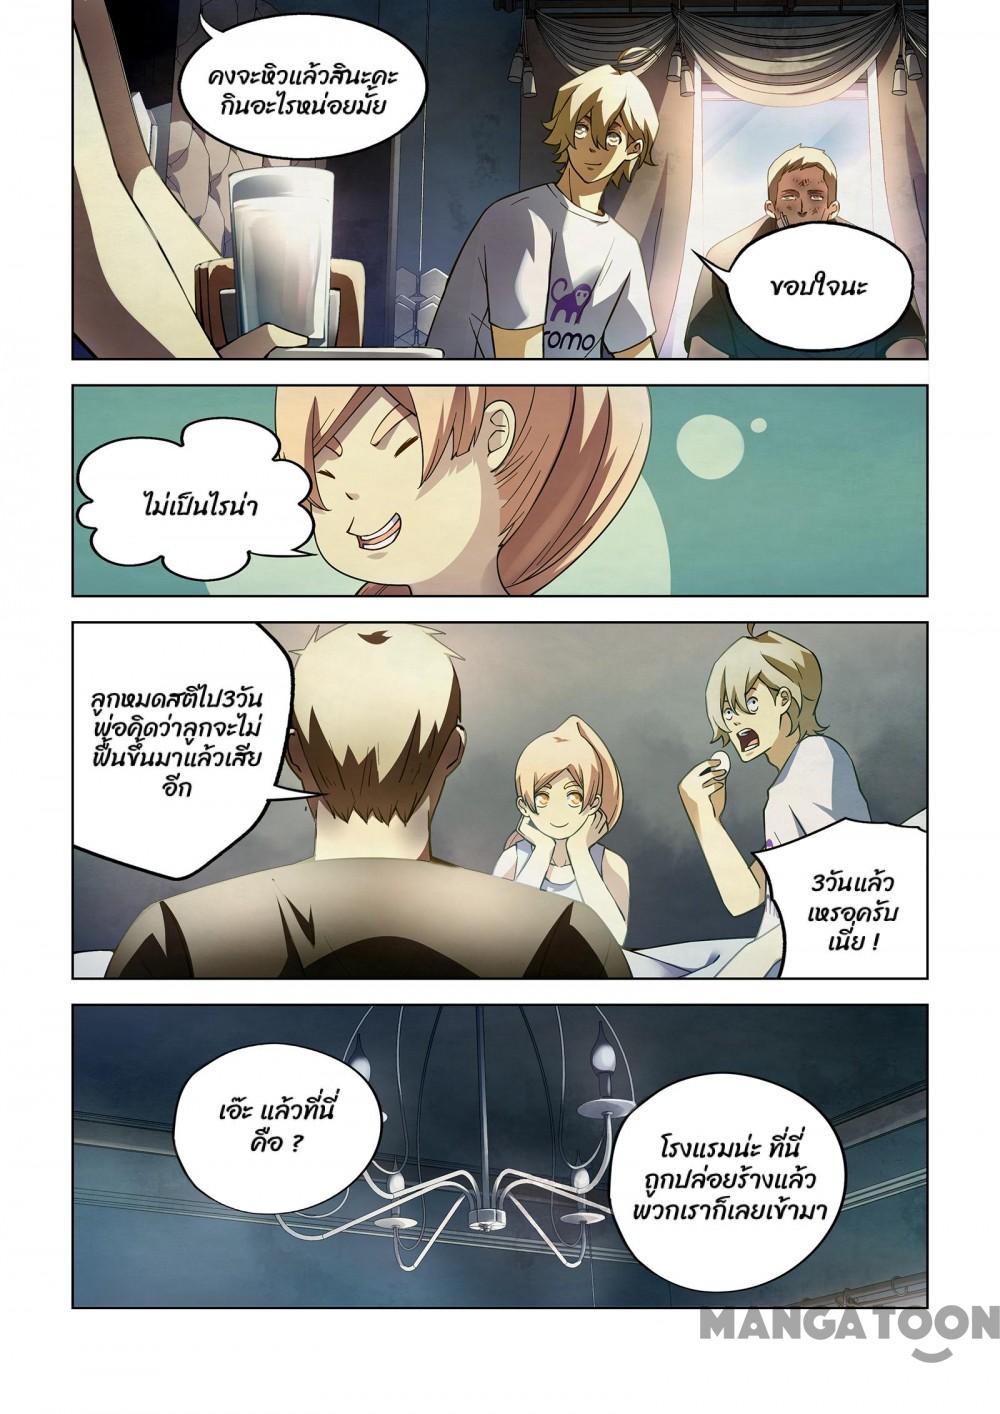 คงจะหิวแล้วสินะคะ
กินอะไรหน่อยมั้ย
ขอบใจนะ
romo
ไม่เป็นไรน่า
ลูกหมดสติไป3วัน
พ่อคิดว่าลูกจะไม่
ฟื้นขึ้นมาแล้วเสีย
อีก
3วันแล้ว
เหรอครับ
เนี่ย !
เอ๊ะ แล้วที่นี่
คือ ?
โรงแรมน่ะ ที่นี่
ถูกปล่อยร้างแล้ว
พวกเราก็เลยเข้ามา
MANGATOON